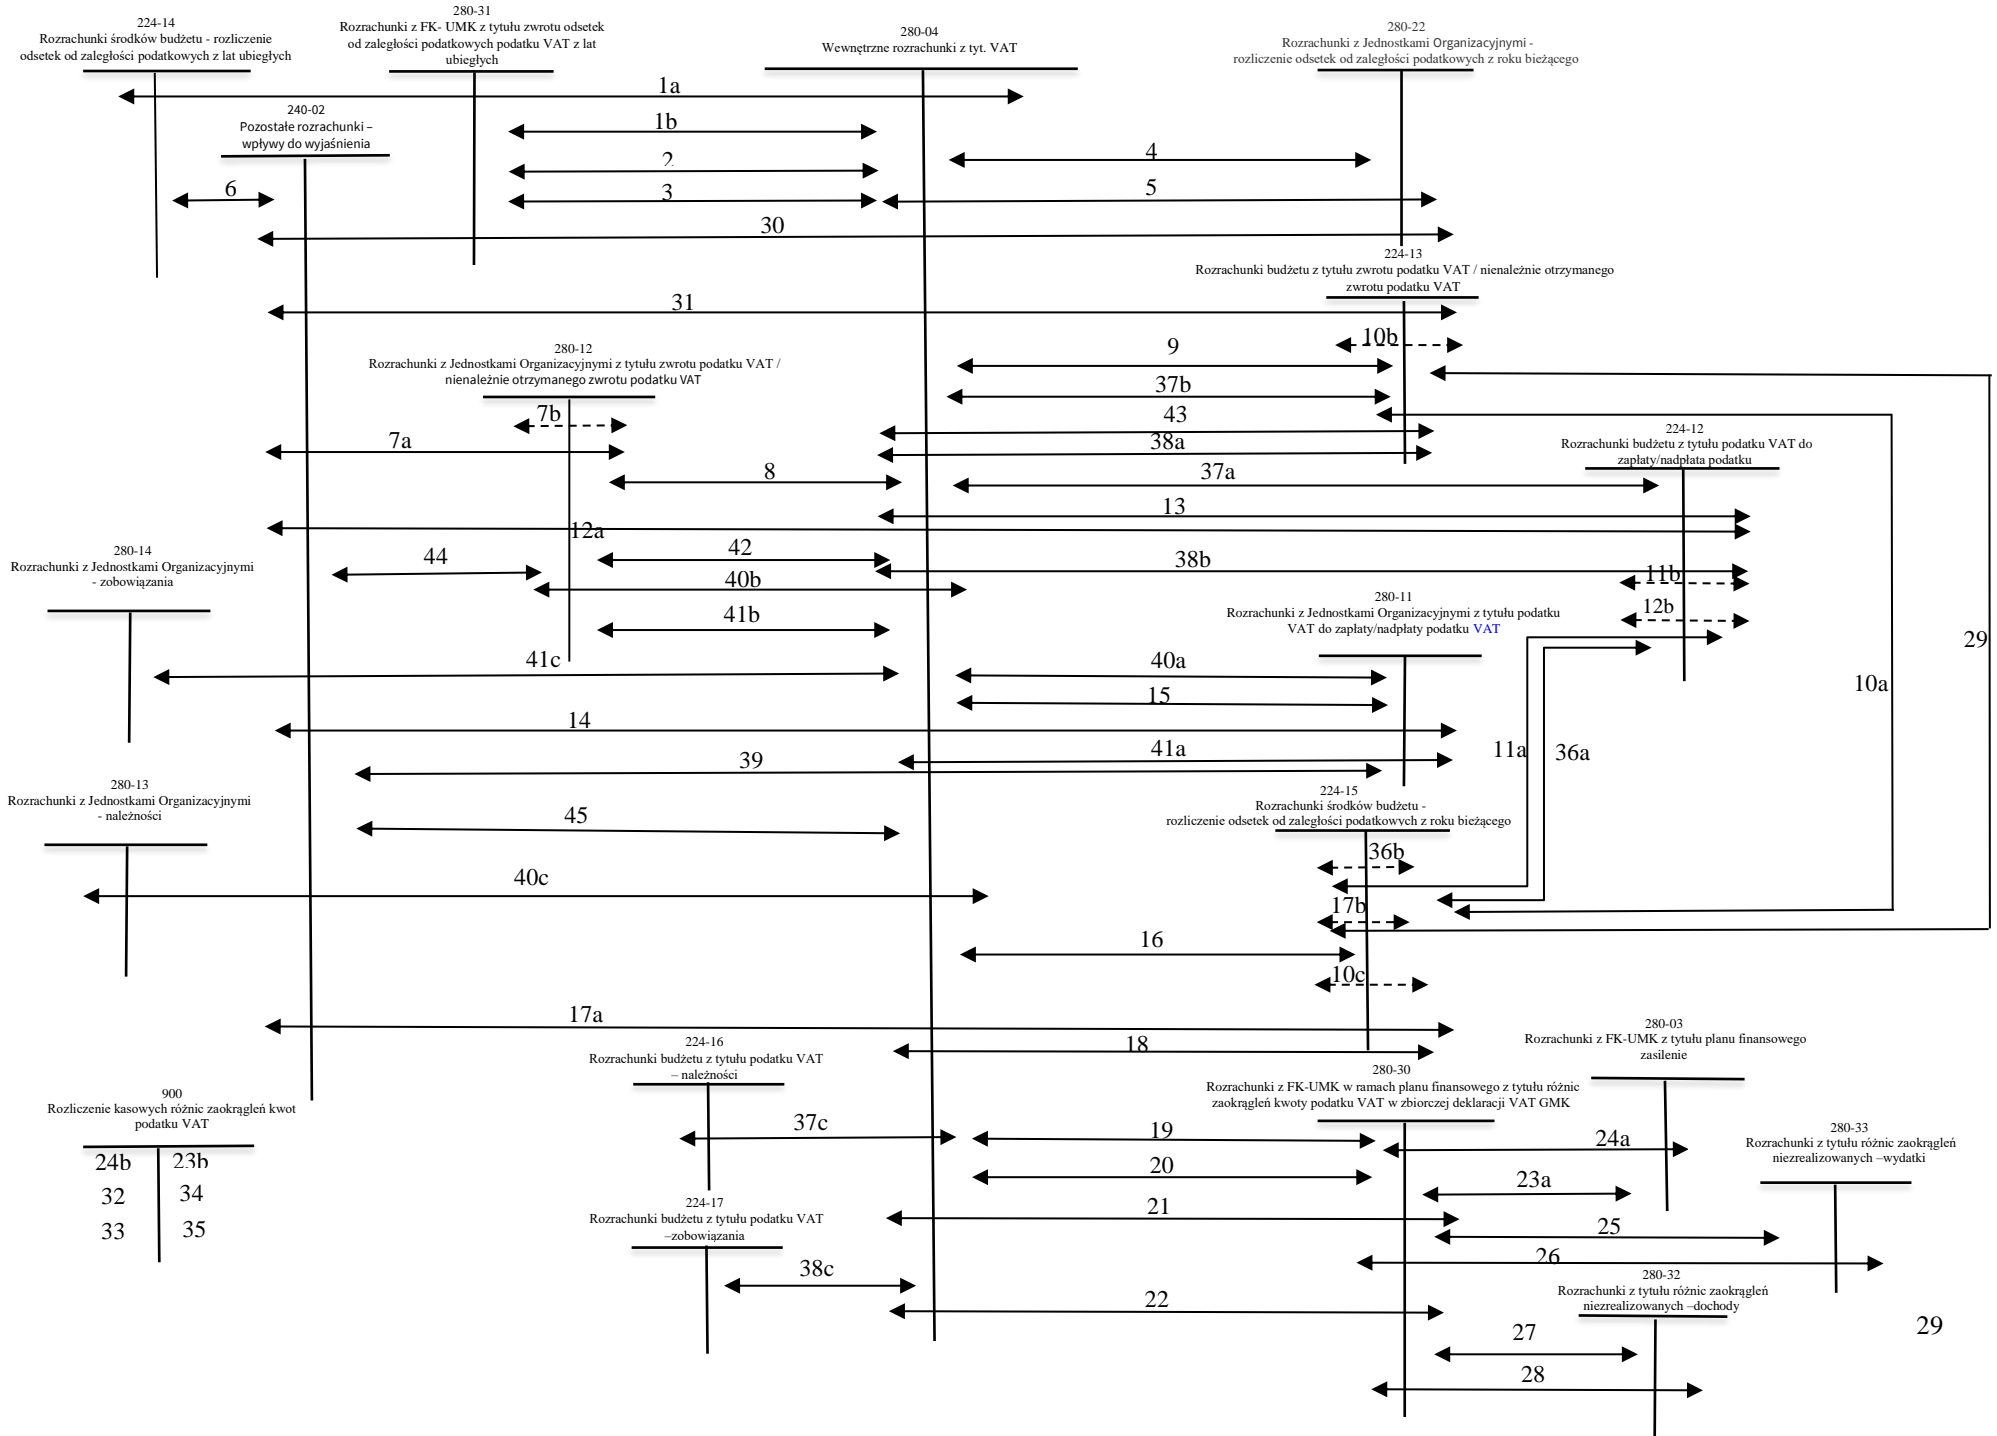 224-14
Rozrachunki środków budżetu - rozliczenie
odsetek od zaległości podatkowych z lat ubiegłych
280-31
Rozrachunki z FK- UMK z tytułu zwrotu odsetek
od zaległości podatkowych podatku VAT z lat
ubiegłych
280-04
Wewnętrzne rozrachunki z tyt. VAT
280-22
Rozrachunki z Jednostkami Organizacyjnymi -
rozliczenie odsetek od zaległości podatkowych z roku bieżącego
1a
240-02
Pozostałe rozrachunki –
wpływy do wyjaśnienia
1b
2
4
3
5
6
30
224-13
Rozrachunki budżetu z tytułu zwrotu podatku VAT / nienależnie otrzymanego
zwrotu podatku VAT
31
10b
9
280-12
Rozrachunki z Jednostkami Organizacyjnymi z tytułu zwrotu podatku VAT /
nienależnie otrzymanego zwrotu podatku VAT
37b
7b
43
7a
38a
224-12
Rozrachunki budżetu z tytułu podatku VAT do
zapłaty/nadpłata podatku
8
37a
13
12a
280-14
Rozrachunki z Jednostkami Organizacyjnymi
- zobowiązania
44
42
38b
40b
11b
280-11
Rozrachunki z Jednostkami Organizacyjnymi z tytułu podatku
VAT do zapłaty/nadpłaty podatku VAT
12b
41b
29
41c
40a
10a
15
14
11a
36a
41a
39
280-13
Rozrachunki z Jednostkami Organizacyjnymi
- należności
224-15
Rozrachunki środków budżetu -
rozliczenie odsetek od zaległości podatkowych z roku bieżącego
45
36b
40c
17b
16
10c
17a
18
224-16
Rozrachunki budżetu z tytułu podatku VAT
– należności
280-03
Rozrachunki z FK-UMK z tytułu planu finansowego
zasilenie
280-30
Rozrachunki z FK-UMK w ramach planu finansowego z tytułu różnic
zaokrągleń kwoty podatku VAT w zbiorczej deklaracji VAT GMK
900
Rozliczenie kasowych różnic zaokrągleń kwot
podatku VAT
37c
19
24a
280-33
Rozrachunki z tytułu różnic zaokrągleń
niezrealizowanych –wydatki
24b 23b
32 34
33 35
20
23a
224-17
Rozrachunki budżetu z tytułu podatku VAT
–zobowiązania
21
25
26
38c
280-32
Rozrachunki z tytułu różnic zaokrągleń
niezrealizowanych –dochody
22
27
29
28